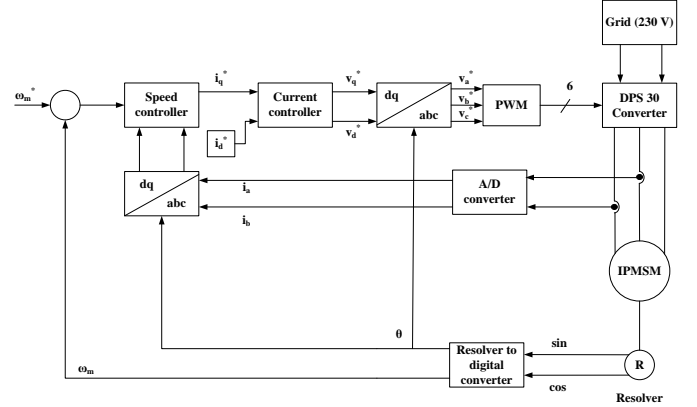 Grid (230 V)
ωm*
Speed
controller
iq*
id*
Current
controller
vq*
vd*
dq
abc
va*
vb*
vc*
PWM
6
DPS 30
Converter
dq
abc
ia
ib
A/D
converter
IPMSM
θ
ωm
Resolver to
digital
converter
sin
cos
R
Resolver